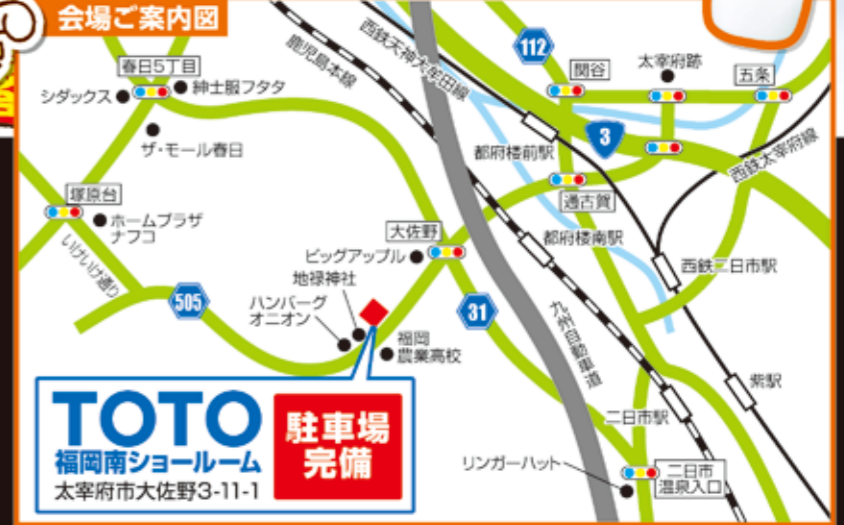 会場ご案内図
112
西鉄天神大牟田線
鹿児島本線
関谷
太宰府跡
五条
春日5丁目
シダックス
紳士服フタタ
ザ・モール春日
都府楼前駅
3
西鉄太宰府線
通古賀
塚原台
ホームプラザ
ナフコ
いけいけ通り
大佐野
ビッグアップル
都府楼南駅
西鉄二日市駅
地禄神社
ハンバーグ
オニオン
505
31
福岡
農業高校
九州自動車道
紫駅
二日市駅
リンガーハット
二日市
温泉入口
TOTO
福岡南ショールーム
太宰府市大佐野3-11-1
駐車場
完備